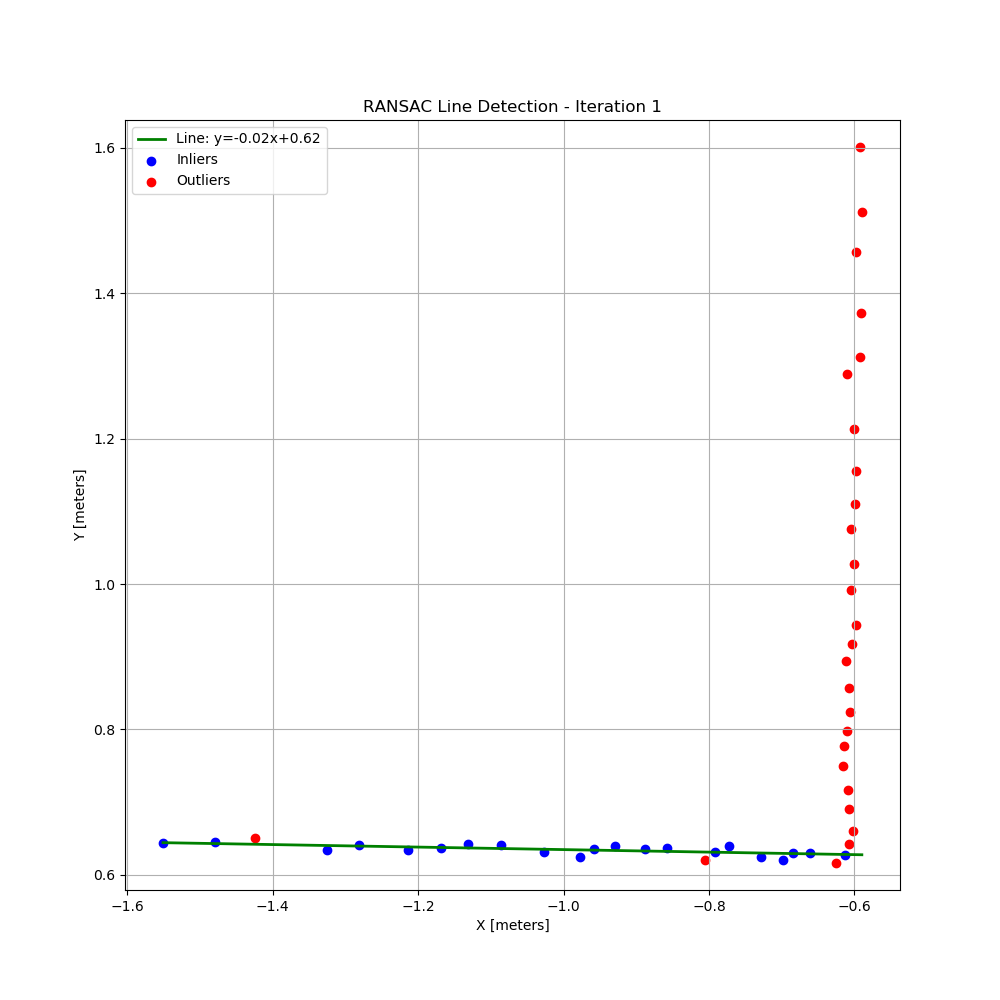 RANSAC Line Detection - Iteration 1
Line: y=-0.02x+0.62
Inliers
Outliers
1.6
1.4
1.2
1.0
0.8
0.6
Y [meters]
−1.6 −1.4 −1.2 −1.0 −0.8 −0.6
X [meters]